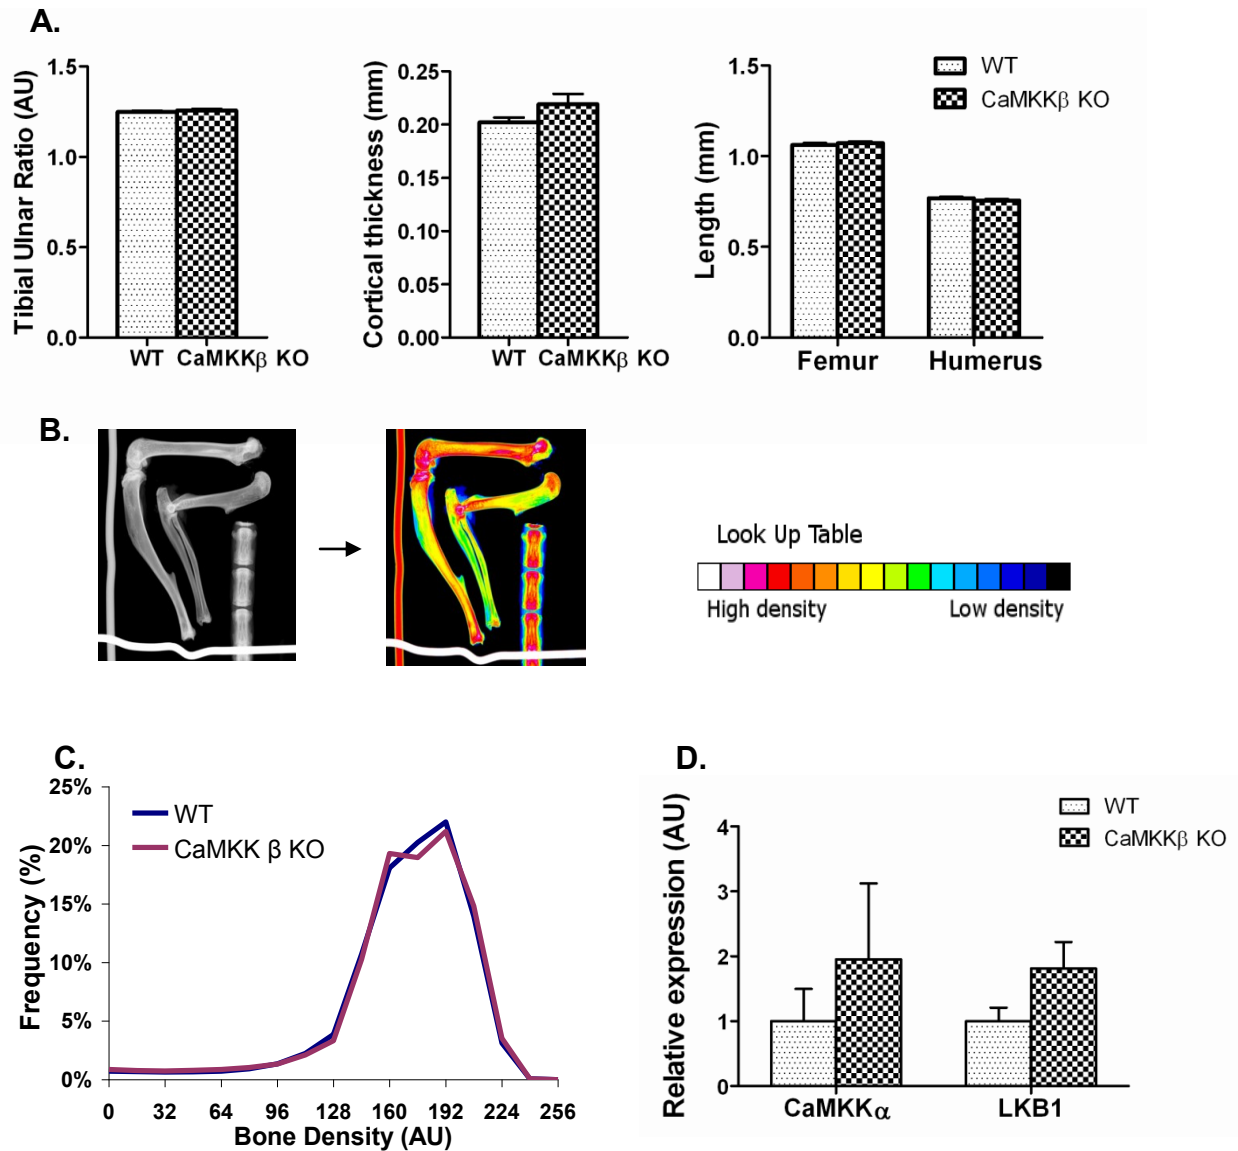 A.
Tibial Ulnar Ratio (AU)
1.5
1.0
0.5
0.0
WT CaMKKβ KO
Cortical thickness (mm)
0.25
0.20
0.15
0.10
0.05
0.00
WT CaMKKβ KO
Length (mm)
1.5
1.0
0.5
0.0
Femur Humerus
WT
CaMKKβ KO
B.
Look Up Table
High density Low density
C.
Frequency (%)
25%
20%
15%
10%
5%
0%
WT
CaMKK β KO
0 32 64 96 128 160 192 224 256
Bone Density (AU)
D.
Relative expression (AU)
4
3
2
1
0
WT
CaMKKβ KO
CaMKKα LKB1